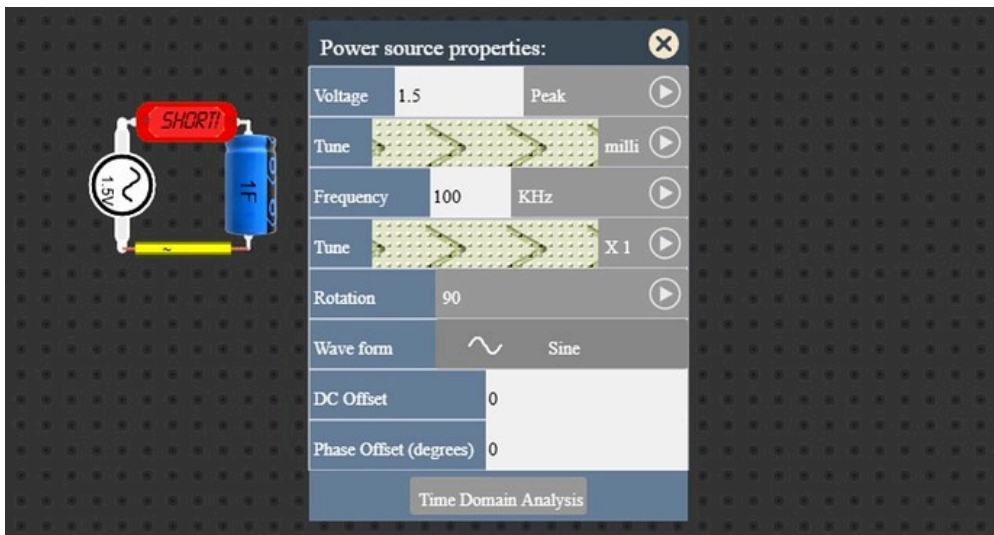 Power source properties:
Voltage 1.5 Peak
Tune milli
Frequency 100 KHz
Tune X 1
Rotation 90
Wave form Sine
DC Offset 0
Phase Offset (degrees) 0
Time Domain Analysis
SHORT!
1.5V
1F
~